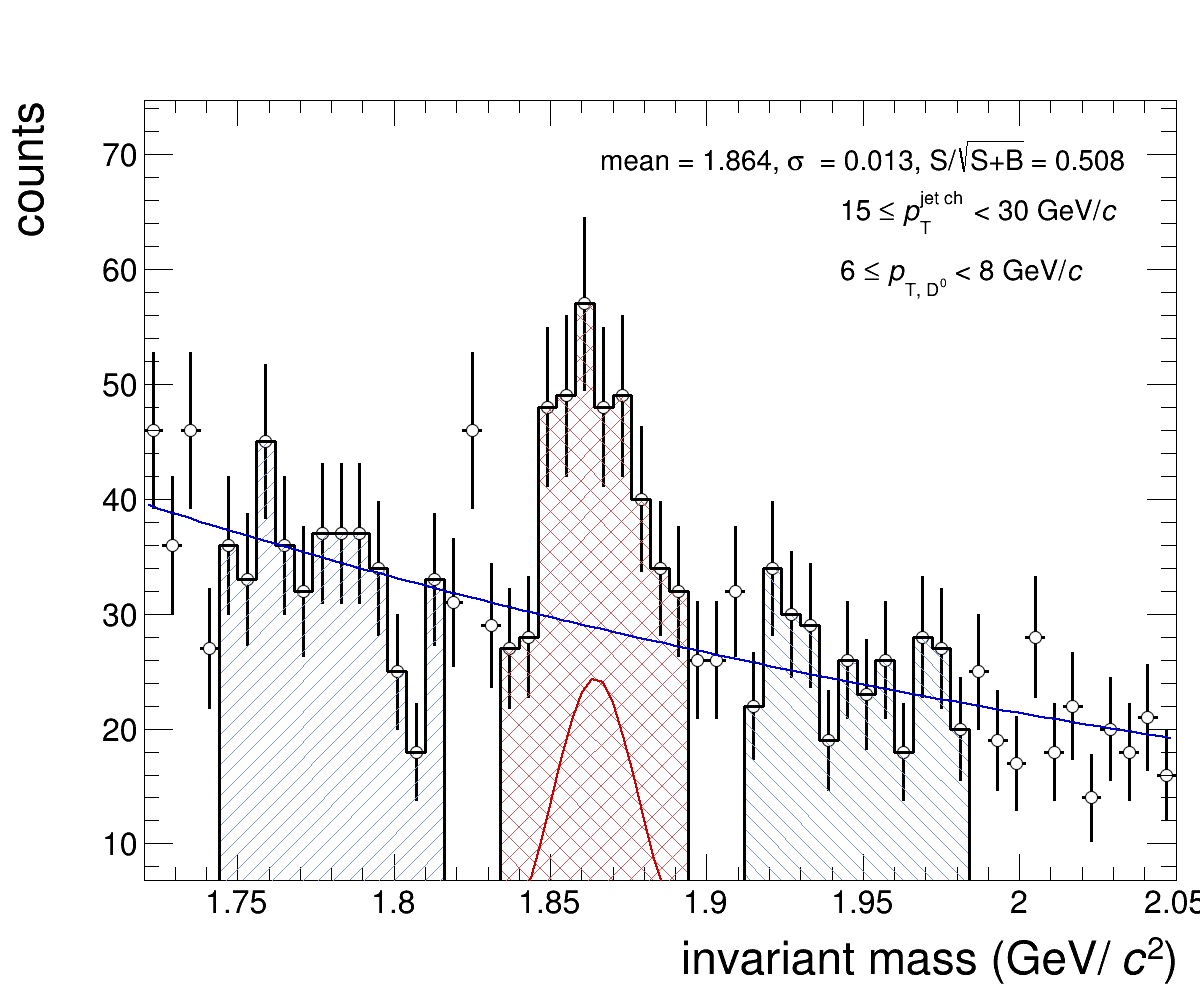 counts
70
60
50
40
30
20
10
mean = 1.864, σ = 0.013, S/√S+B = 0.508
15 ≤ p_T^jet ch < 30 GeV/c
6 ≤ p_T, D⁰ < 8 GeV/c
1.75 1.8 1.85 1.9 1.95 2 2.05
invariant mass (GeV/ c²)